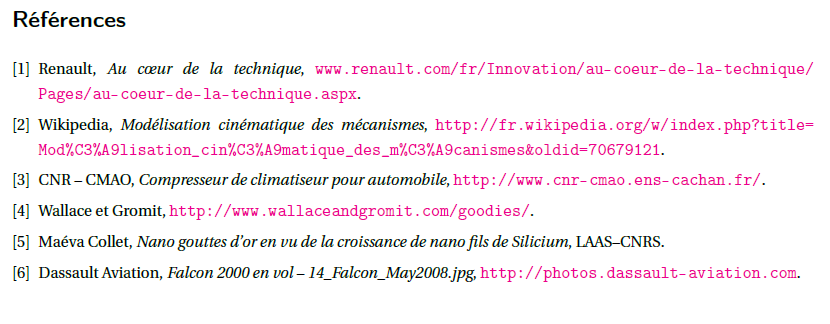 Références
[1] Renault, Au cœur de la technique, www.renault.com/fr/Innovation/au-coeur-de-la-technique/
Pages/au-coeur-de-la-technique.aspx.
[2] Wikipedia, Modélisation cinématique des mécanismes, http://fr.wikipedia.org/w/index.php?title=
Mod%C3%A9lisation_cin%C3%A9matique_des_m%C3%A9canismes&oldid=70679121.
[3] CNR – CMAO, Compresseur de climatiseur pour automobile, http://www.cnr-cmao.ens-cachan.fr/.
[4] Wallace et Gromit, http://www.wallaceandgromit.com/goodies/.
[5] Maéva Collet, Nano gouttes d'or en vu de la croissance de nano fils de Silicium, LAAS–CNRS.
[6] Dassault Aviation, Falcon 2000 en vol – 14_Falcon_May2008.jpg, http://photos.dassault-aviation.com.